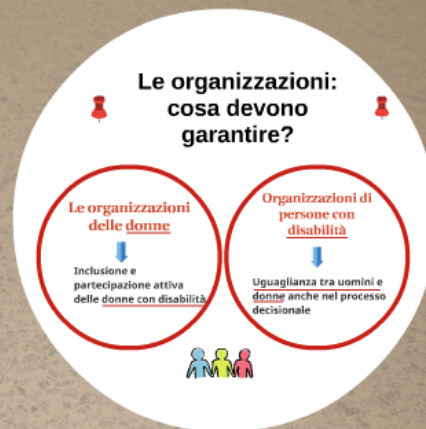 Le organizzazioni:
cosa devono
garantire?
Le organizzazioni
delle donne
Inclusione e
partecipazione attiva
delle donne con disabilità
Organizzazioni di
persone con
disabilità
Uguaglianza tra uomini e
donne anche nel processo
decisionale